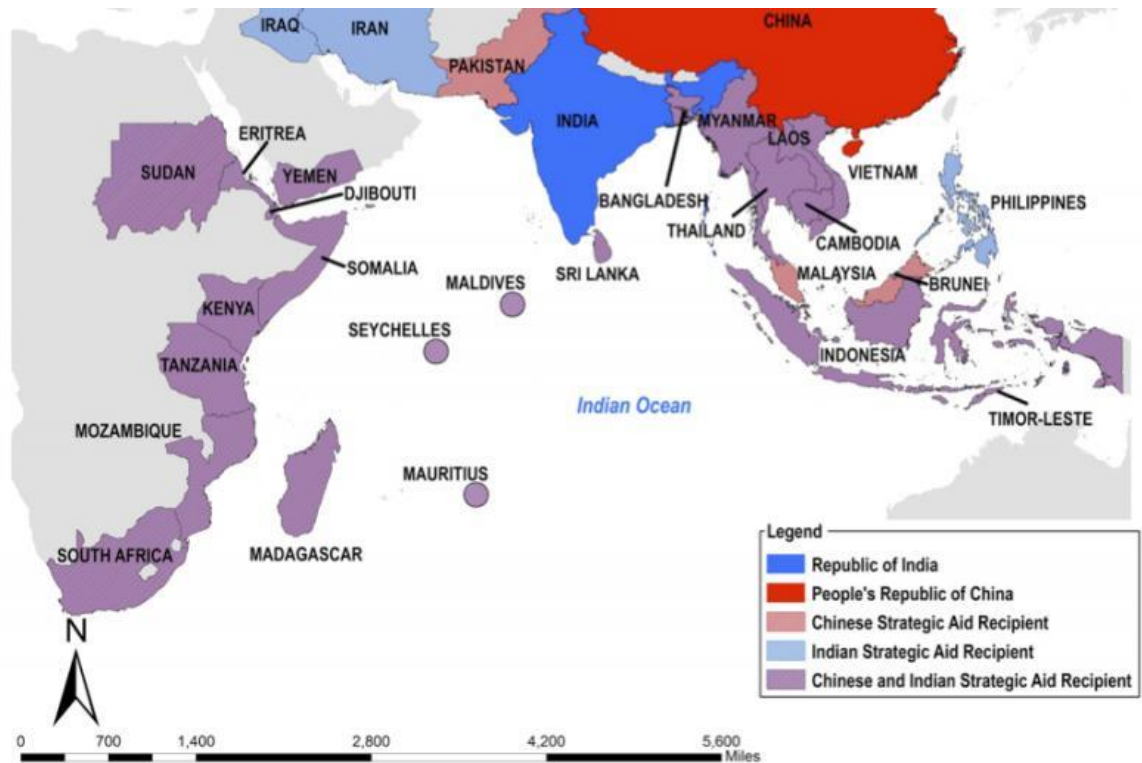 CHINA
IRAQ
IRAN
PAKISTAN
INDIA
MYANMAR
LAOS
ERITREA
SUDAN
YEMEN
DJIBOUTI
BANGLADESH
VIETNAM
THAILAND
CAMBODIA
PHILIPPINES
SOMALIA
SRI LANKA
MALDIVES
MALAYSIA
BRUNEI
KENYA
SEYCHELLES
TANZANIA
INDONESIA
Indian Ocean
TIMOR-LESTE
MOZAMBIQUE
MAURITIUS
SOUTH AFRICA
MADAGASCAR
Legend
Republic of India
People's Republic of China
Chinese Strategic Aid Recipient
Indian Strategic Aid Recipient
Chinese and Indian Strategic Aid Recipient
N
0 700 1,400 2,800 4,200 5,600
Miles